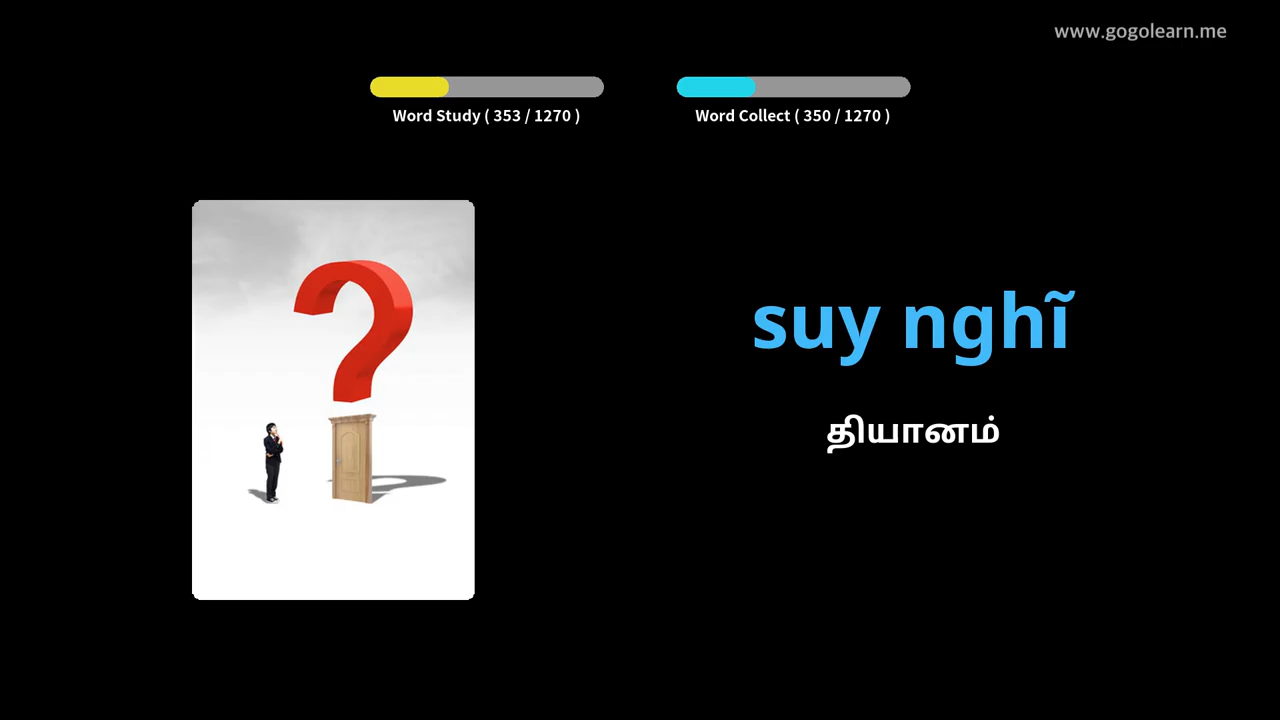 www.gogolearn.me
Word Study ( 353 / 1270 )
Word Collect ( 350 / 1270 )
suy nghĩ
தியானம்